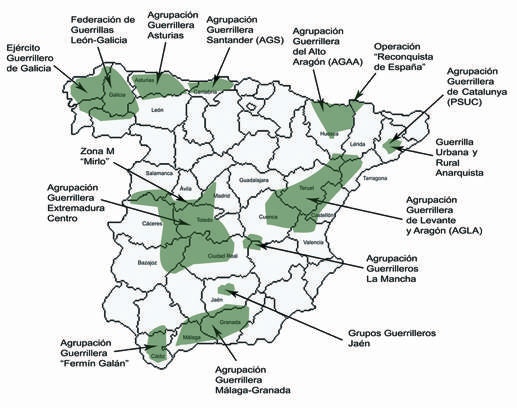 Federación de
Guerrillas
León-Galicia
Agrupación
Guerrillera
Asturias
Agrupación
Guerrillera
Santander (AGS)
Agrupación
Guerrillera
del Alto
Aragón (AGAA)
Operación
“Reconquista
de España”
Ejército
Guerrillero
de Galicia
Agrupación
Guerrillera
de Catalunya
(PSUC)
Guerrilla
Urbana y
Rural
Anarquista
Asturias
Cantabria
Galicia
León
Huesca
Lérida
Tarragona
Zona M
“Mirlo”
Salamanca
Ávila
Madrid
Guadalajara
Teruel
Agrupación
Guerrillera
Extremadura
Centro
Cáceres
Toledo
Cuenca
Castellón
Agrupación
Guerrillera
de Levante
y Aragón (AGLA)
Valencia
Badajoz
Ciudad Real
Agrupación
Guerrilleros
La Mancha
Jaén
Grupos Guerrilleros
Jaén
Granada
Málaga
Cádiz
Agrupación
Guerrillera
“Fermín Galán”
Agrupación
Guerrillera
Málaga-Granada